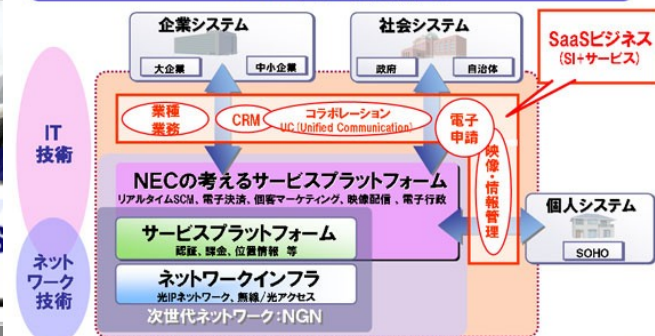 企業システム
大企業
中小企業
社会システム
政府
自治体
SaaSビジネス
(SI+サービス)
IT
技術
業種
業務
CRM
コラボレーション
UC(Unified Communication)
電子
申請
映像・情報管理
NECの考えるサービスプラットフォーム
リアルタイムSCM、電子決済、個客マーケティング、映像配信、電子行政
個人システム
SOHO
サービスプラットフォーム
認証、課金、位置情報 等
ネット
ワーク
技術
ネットワークインフラ
光IPネットワーク、無線/光アクセス
次世代ネットワーク:NGN